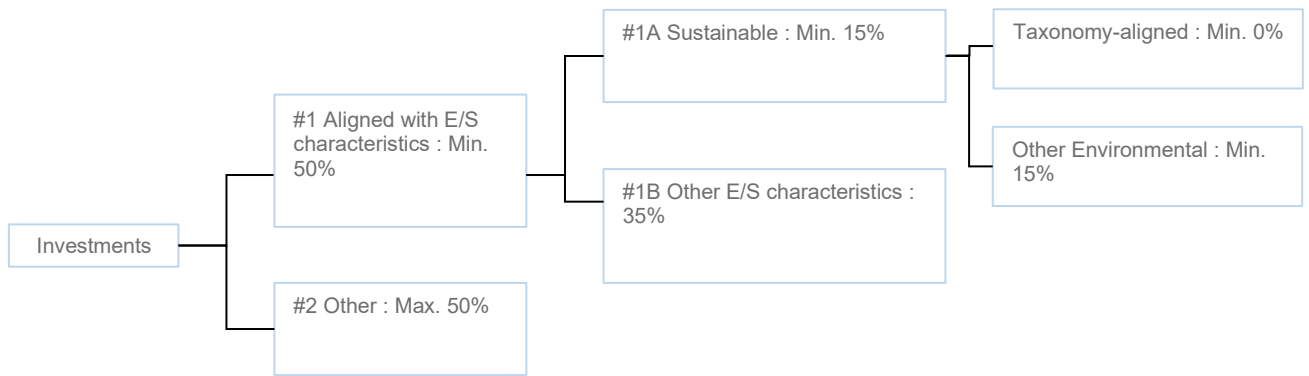 #1A Sustainable : Min. 15%
Taxonomy-aligned : Min. 0%
#1 Aligned with E/S
characteristics : Min.
50%
Other Environmental : Min.
15%
#1B Other E/S characteristics :
35%
Investments
#2 Other : Max. 50%